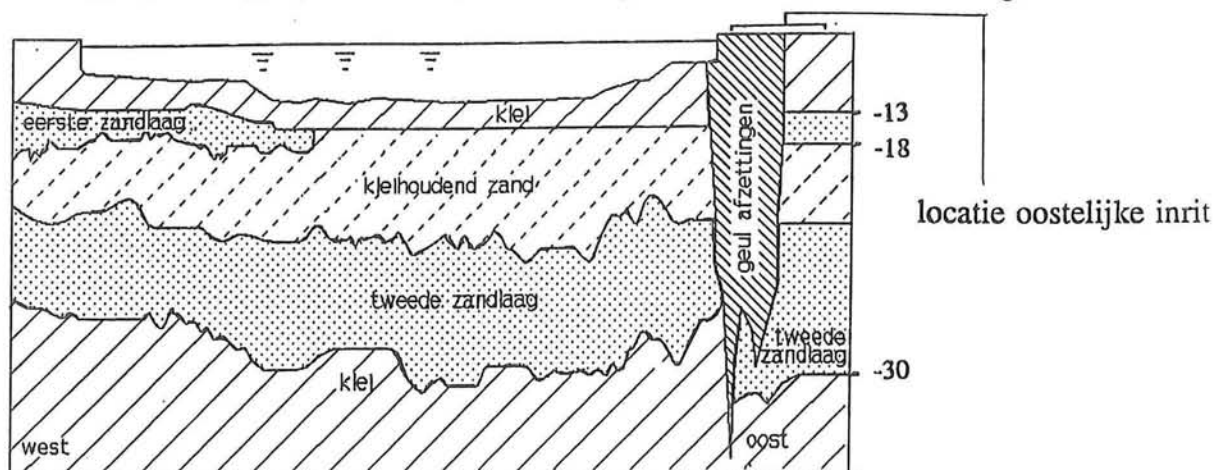 klei
eerste zandlaag
-13
-18
geul afzettingen
kleihoudend zand
locatie oostelijke inrit
tweede zandlaag
tweede
zandlaag
-30
klei
west
oost